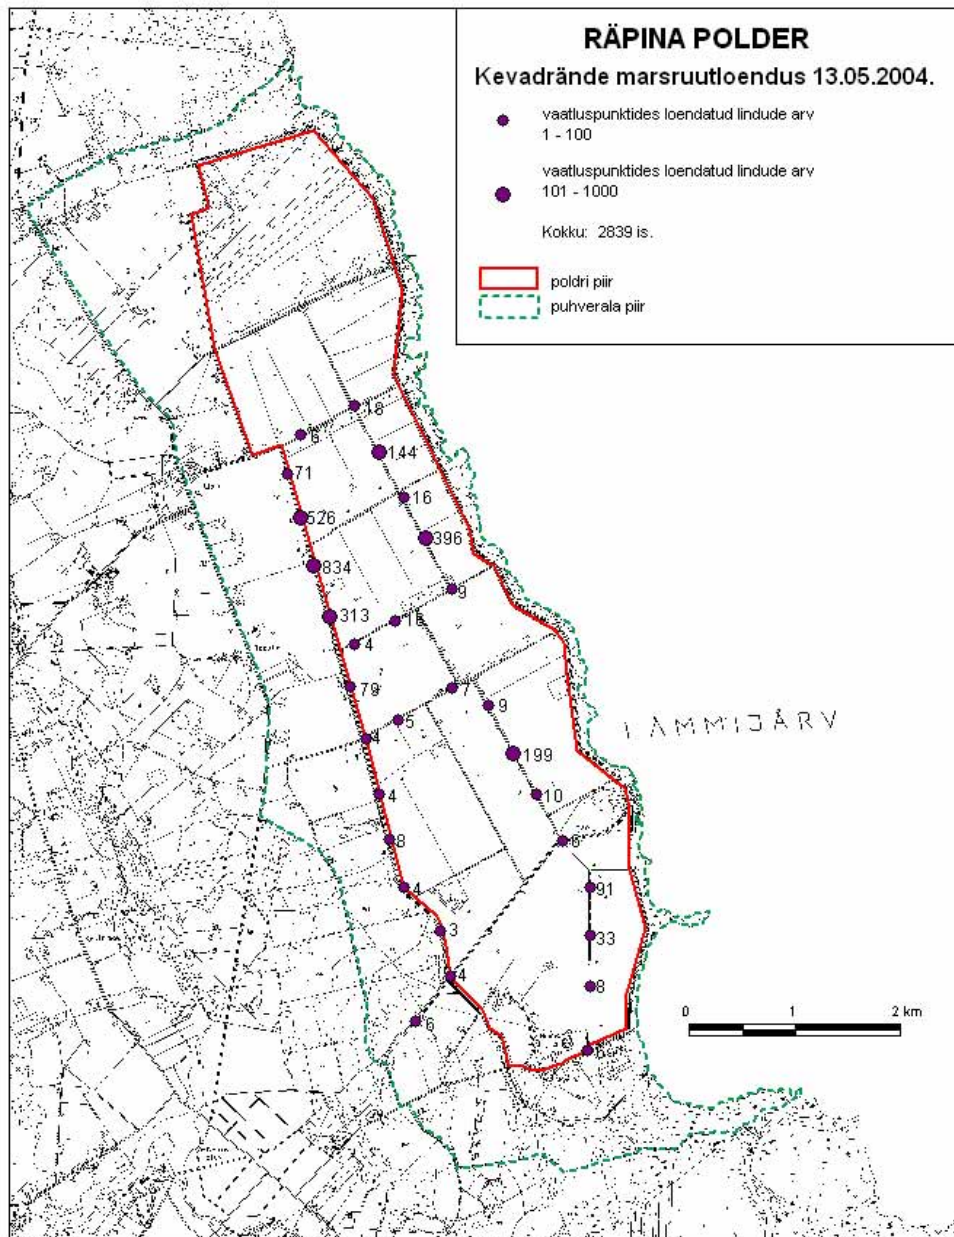 RÄPINA POLDER
Kevadrände marsruutloendus 13.05.2004.
vaatluspunktides loendatud lindude arv
1 - 100
vaatluspunktides loendatud lindude arv
101 - 1000
Kokku: 2839 is.
poldri piir
puhverala piir
18
6
144
71
16
526
396
834
9
313
16
4
79
7
9
5
4
199
4
10
8
6
4
91
3
33
4
8
6
0 1 2 km